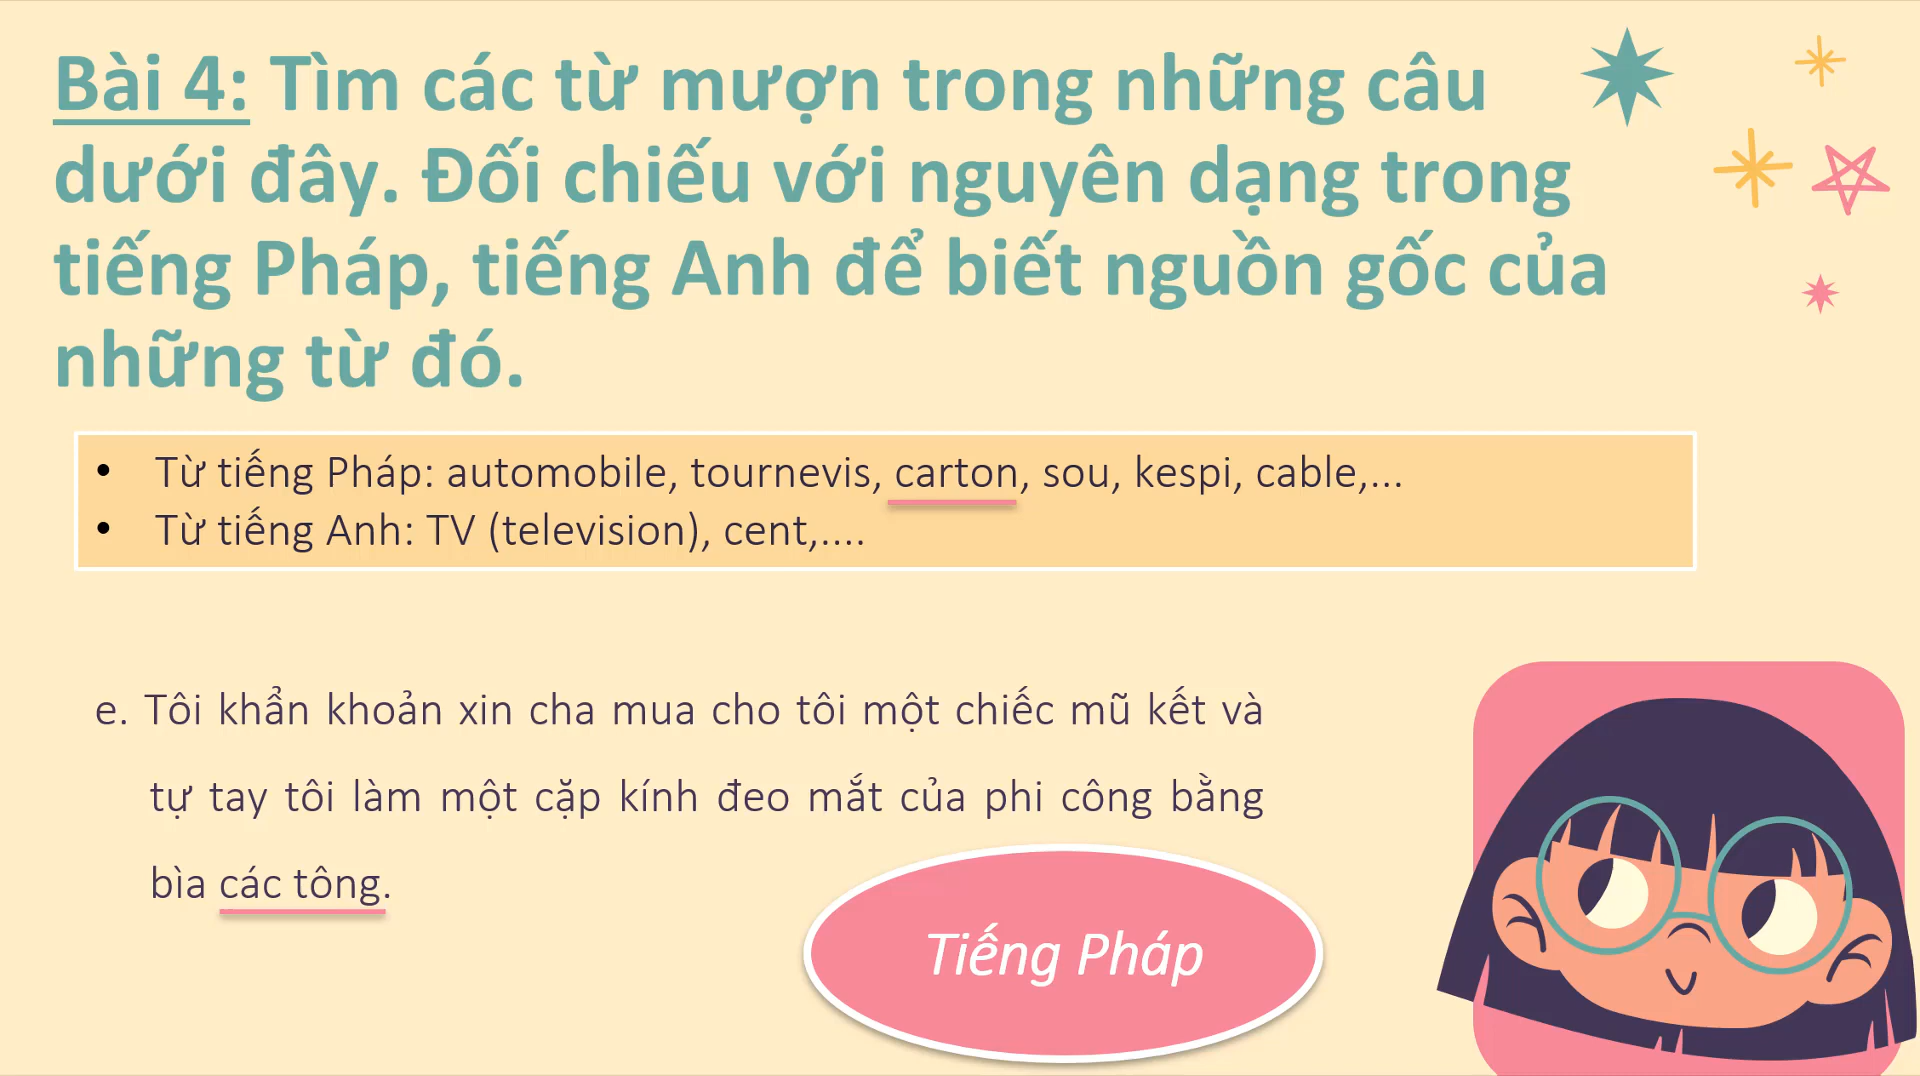 Bài 4: Tìm các từ mượn trong những câu
dưới đây. Đối chiếu với nguyên dạng trong
tiếng Pháp, tiếng Anh để biết nguồn gốc của
những từ đó.
• Từ tiếng Pháp: automobile, tournevis, carton, sou, kespi, cable,...
• Từ tiếng Anh: TV (television), cent,....
e. Tôi khẩn khoản xin cha mua cho tôi một chiếc mũ kết và
tự tay tôi làm một cặp kính đeo mắt của phi công bằng
bìa các tông.
Tiếng Pháp